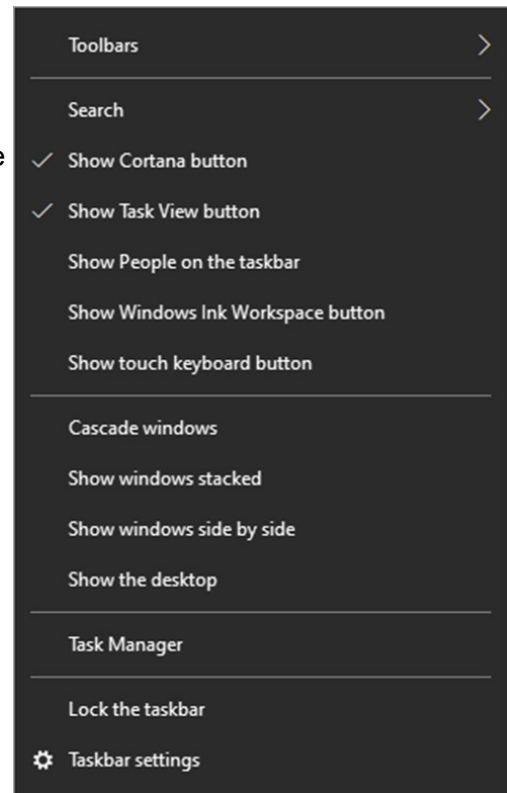 Toolbars
Search
e
Show Cortana button
Show Task View button
Show People on the taskbar
Show Windows Ink Workspace button
Show touch keyboard button
Cascade windows
Show windows stacked
Show windows side by side
Show the desktop
Task Manager
Lock the taskbar
Taskbar settings